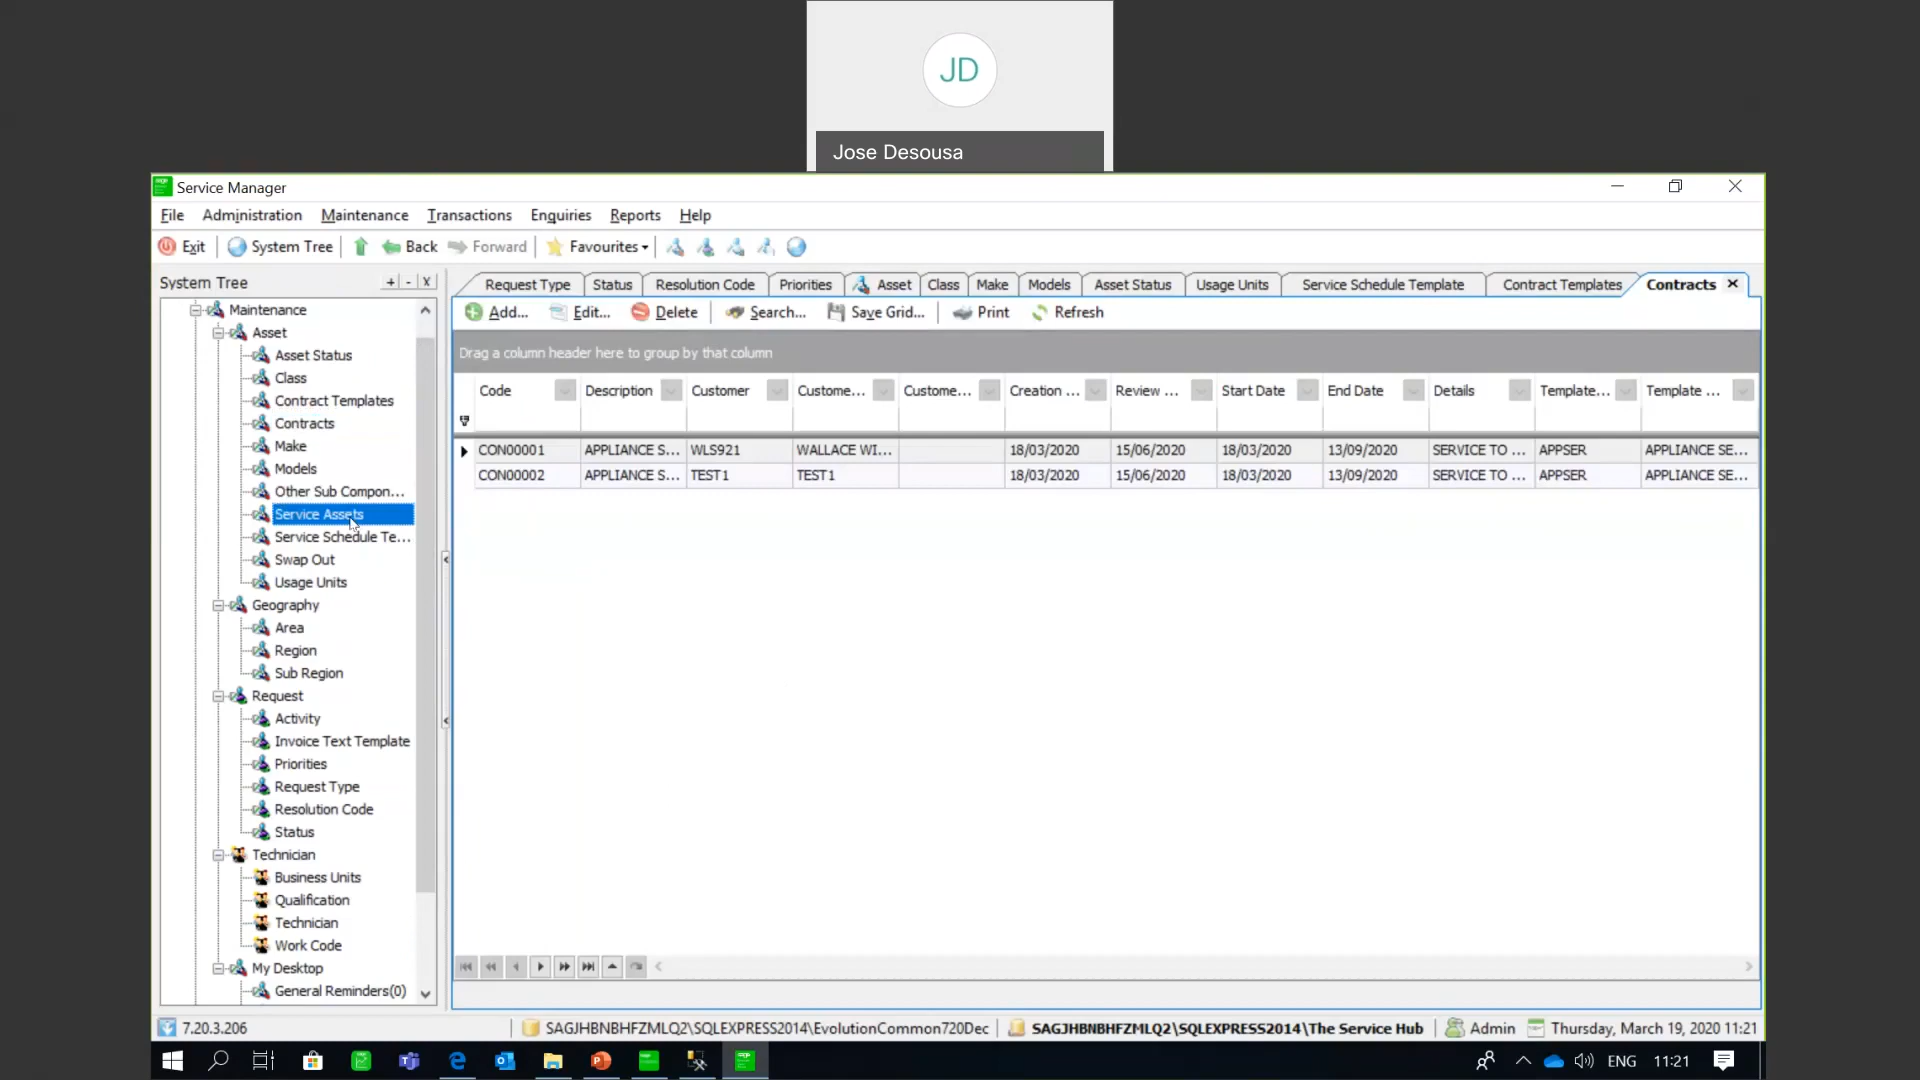 JD
Jose Desousa
Service Manager
File Administration Maintenance Transactions Enquiries Reports Help
Exit System Tree Back Forward Favourites
System Tree + - X
Request Type Status Resolution Code Priorities Asset Class Make Models Asset Status Usage Units Service Schedule Template Contract Templates Contracts
Add... Edit... Delete Search... Save Grid... Print Refresh
Drag a column header here to group by that column
Code Description Customer Custome... Custome... Creation ... Review ... Start Date End Date Details Template... Template ...
CON00001 APPLIANCE S... WLS921 WALLACE WI... 18/03/2020 15/06/2020 18/03/2020 13/09/2020 SERVICE TO ... APPSER APPLIANCE SE...
CON00002 APPLIANCE S... TEST1 TEST1 18/03/2020 15/06/2020 18/03/2020 13/09/2020 SERVICE TO ... APPSER APPLIANCE SE...
Maintenance
Asset
Asset Status
Class
Contract Templates
Contracts
Make
Models
Other Sub Compon...
Service Assets
Service Schedule Te...
Swap Out
Usage Units
Geography
Area
Region
Sub Region
Request
Activity
Invoice Text Template
Priorities
Request Type
Resolution Code
Status
Technician
Business Units
Qualification
Technician
Work Code
My Desktop
General Reminders(0)
7.20.3.206 SAGJHBNBHFZMLQ2\SQLEXPRESS2014\EvolutionCommon720Dec SAGJHBNBHFZMLQ2\SQLEXPRESS2014\The Service Hub Admin Thursday, March 19, 2020 11:21
ENG 11:21